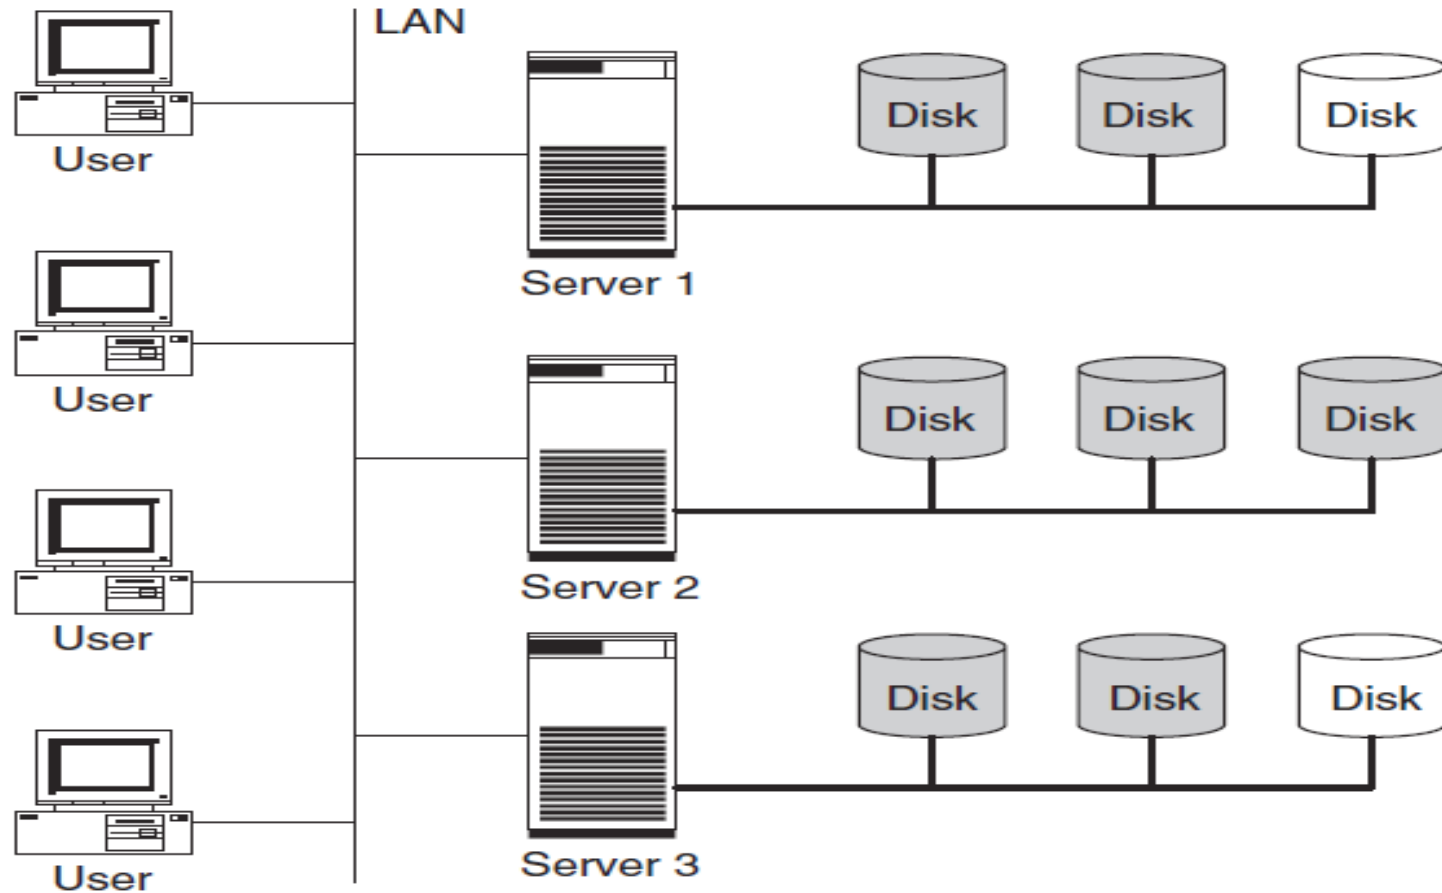 LAN
User
Disk Disk Disk
Server 1
User
Disk Disk Disk
Server 2
User
Disk Disk Disk
Server 3
User